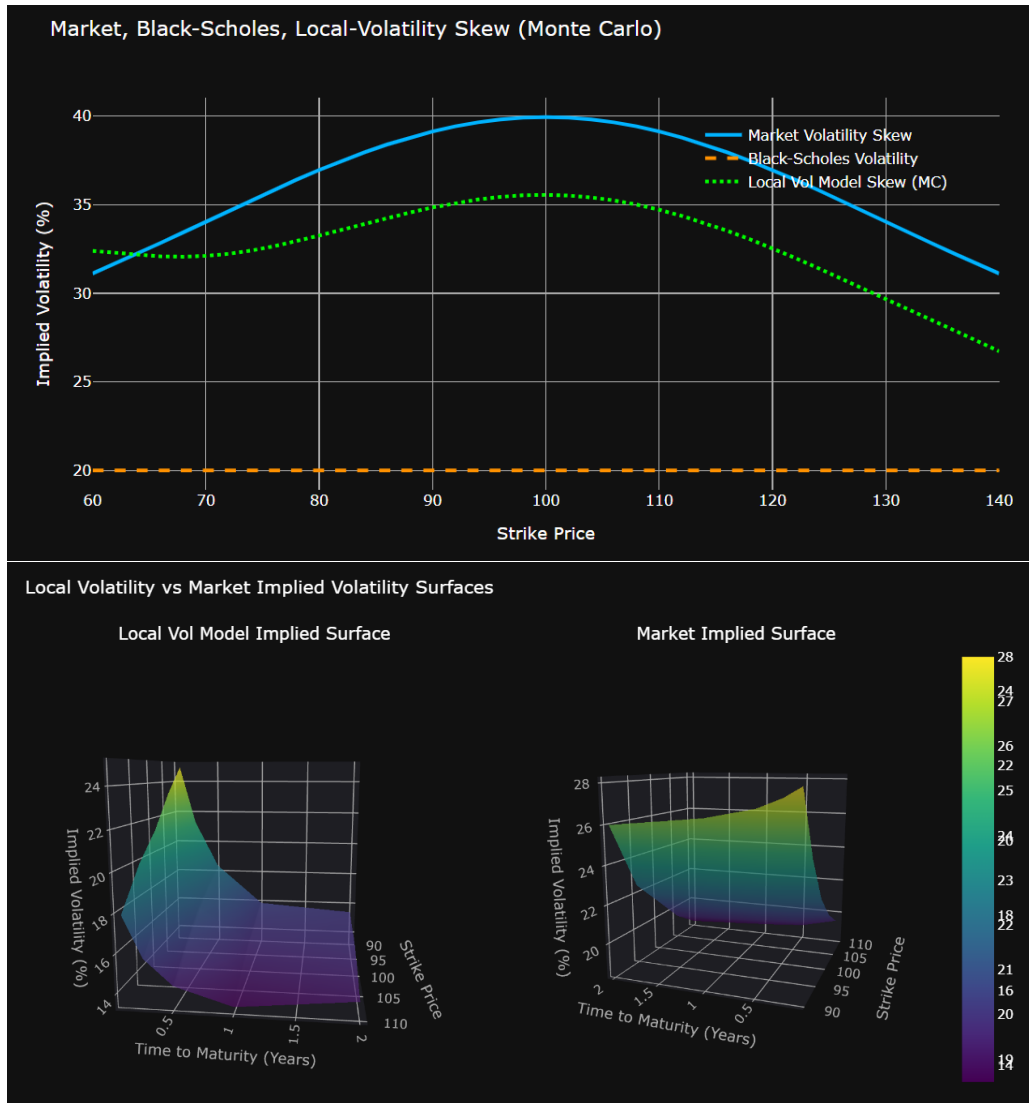 Market, Black-Scholes, Local-Volatility Skew (Monte Carlo)
40
35
30
25
20
Implied Volatility (%)
Market Volatility Skew
Black-Scholes Volatility
Local Vol Model Skew (MC)
60 70 80 90 100 110 120 130 140
Strike Price
Local Volatility vs Market Implied Volatility Surfaces
Local Vol Model Implied Surface
24
22
20
18
16
14
Implied Volatility (%)
0.5 1 1.5 2
Time to Maturity (Years)
90
95
100
105
110
Strike Price
Market Implied Surface
28
26
24
22
20
Implied Volatility (%)
2 1.5 1 0.5
Time to Maturity (Years)
110
105
100
95
90
Strike Price
28
24
27
26
22
25
24
20
23
18
22
21
16
20
19
14